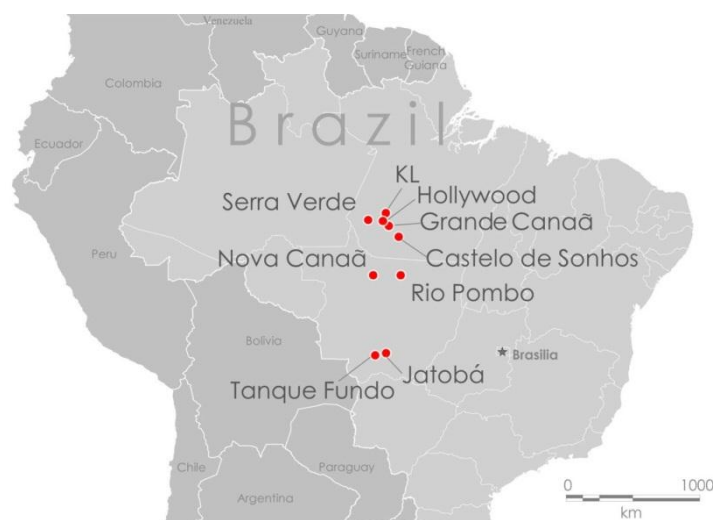 Venezuela
Guyana
Suriname
French
Guiana
Colombia
Brazil
Ecuador
KL
Hollywood
Serra Verde
Grande Canaã
Nova Canaã
Castelo de Sonhos
Peru
Rio Pombo
Bolivia
Brasilia
Jatobá
Tanque Fundo
Chile
Paraguay
Argentina
0 1000
km